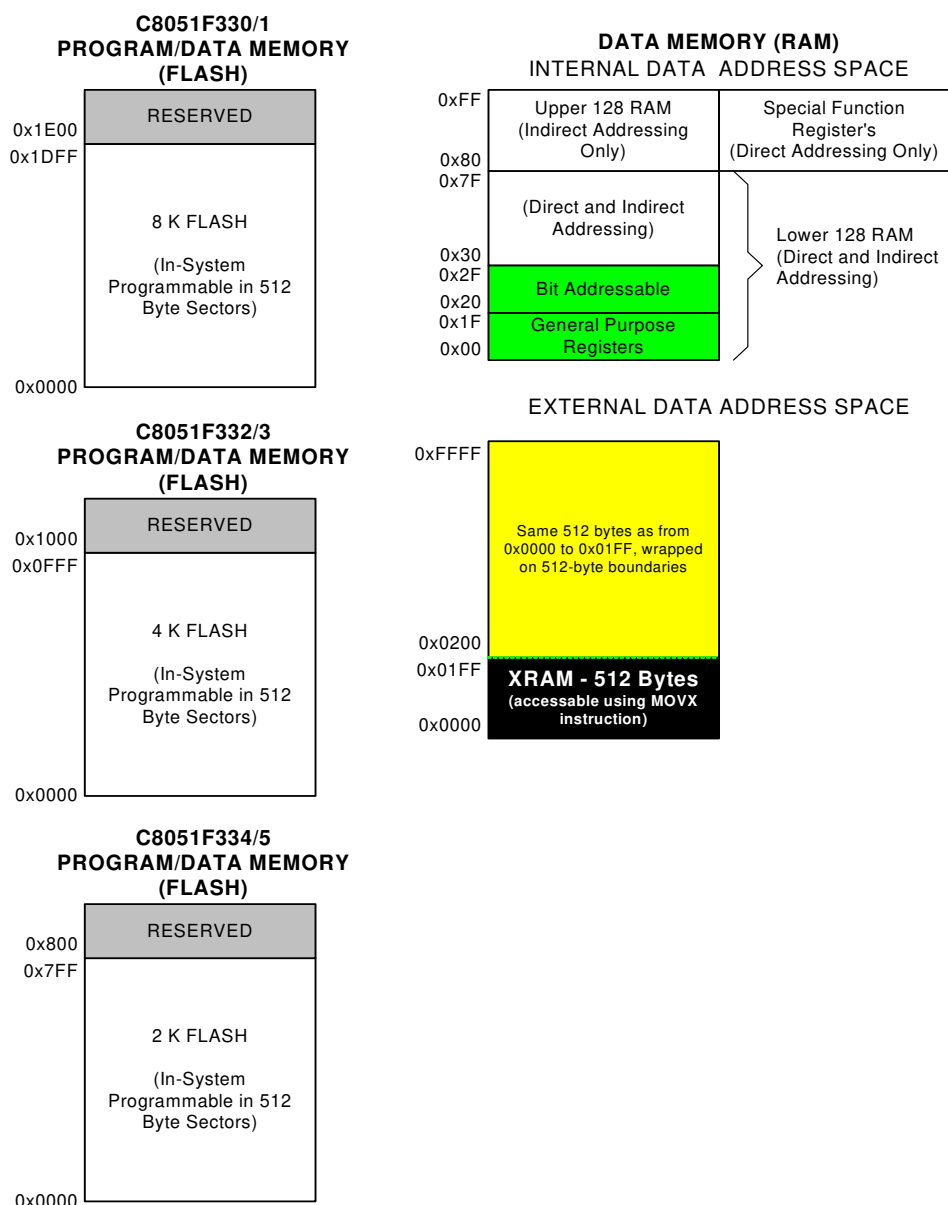 C8051F330/1
PROGRAM/DATA MEMORY
(FLASH)
RESERVED
0x1E00
0x1DFF
8 K FLASH
(In-System
Programmable in 512
Byte Sectors)
0x0000
C8051F332/3
PROGRAM/DATA MEMORY
(FLASH)
RESERVED
0x1000
0x0FFF
4 K FLASH
(In-System
Programmable in 512
Byte Sectors)
0x0000
C8051F334/5
PROGRAM/DATA MEMORY
(FLASH)
RESERVED
0x800
0x7FF
2 K FLASH
(In-System
Programmable in 512
Byte Sectors)
0x0000
DATA MEMORY (RAM)
INTERNAL DATA ADDRESS SPACE
0xFF
Upper 128 RAM
(Indirect Addressing
Only)
0x80
Special Function
Register's
(Direct Addressing Only)
0x7F
(Direct and Indirect
Addressing)
0x30
0x2F
Bit Addressable
0x20
0x1F
General Purpose
Registers
0x00
Lower 128 RAM
(Direct and Indirect
Addressing)
EXTERNAL DATA ADDRESS SPACE
0xFFFF
Same 512 bytes as from
0x0000 to 0x01FF, wrapped
on 512-byte boundaries
0x0200
0x01FF
XRAM - 512 Bytes
(accessable using MOVX
instruction)
0x0000